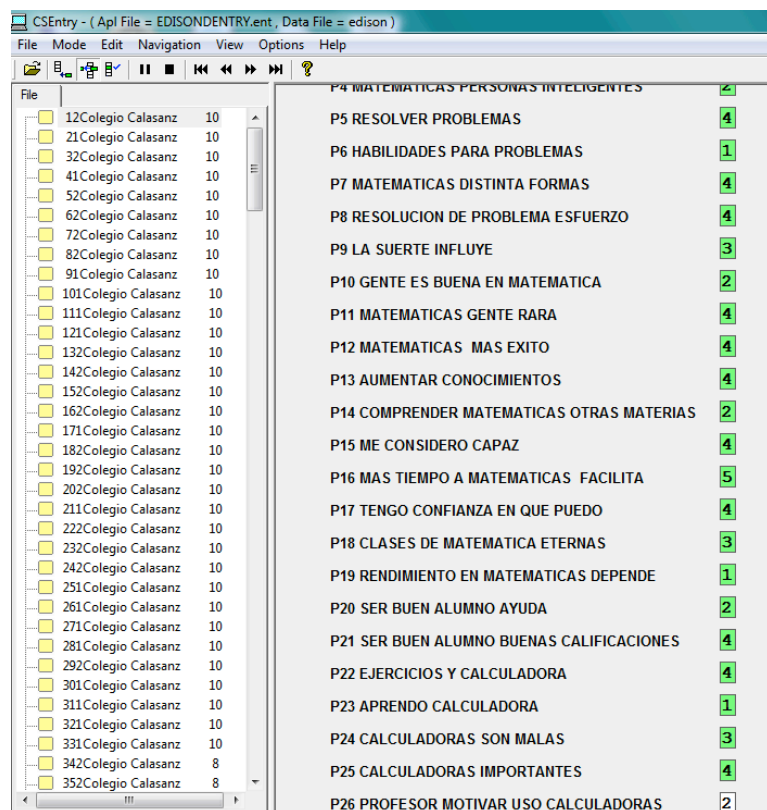 CSEntry - ( Apl File = EDISONDENTRY.ent , Data File = edison )
File Mode Edit Navigation View Options Help
File
12Colegio Calasanz 10
21Colegio Calasanz 10
32Colegio Calasanz 10
41Colegio Calasanz 10
52Colegio Calasanz 10
62Colegio Calasanz 10
72Colegio Calasanz 10
82Colegio Calasanz 10
91Colegio Calasanz 10
101Colegio Calasanz 10
111Colegio Calasanz 10
121Colegio Calasanz 10
132Colegio Calasanz 10
142Colegio Calasanz 10
152Colegio Calasanz 10
162Colegio Calasanz 10
171Colegio Calasanz 10
182Colegio Calasanz 10
192Colegio Calasanz 10
202Colegio Calasanz 10
211Colegio Calasanz 10
222Colegio Calasanz 10
232Colegio Calasanz 10
242Colegio Calasanz 10
251Colegio Calasanz 10
261Colegio Calasanz 10
271Colegio Calasanz 10
281Colegio Calasanz 10
292Colegio Calasanz 10
301Colegio Calasanz 10
311Colegio Calasanz 10
321Colegio Calasanz 10
331Colegio Calasanz 10
342Colegio Calasanz 8
352Colegio Calasanz 8
P4 MATEMATICAS PERSONAS INTELIGENTES 2
P5 RESOLVER PROBLEMAS 4
P6 HABILIDADES PARA PROBLEMAS 1
P7 MATEMATICAS DISTINTA FORMAS 4
P8 RESOLUCION DE PROBLEMA ESFUERZO 4
P9 LA SUERTE INFLUYE 3
P10 GENTE ES BUENA EN MATEMATICA 2
P11 MATEMATICAS GENTE RARA 4
P12 MATEMATICAS MAS EXITO 4
P13 AUMENTAR CONOCIMIENTOS 4
P14 COMPRENDER MATEMATICAS OTRAS MATERIAS 2
P15 ME CONSIDERO CAPAZ 4
P16 MAS TIEMPO A MATEMATICAS FACILITA 5
P17 TENGO CONFIANZA EN QUE PUEDO 4
P18 CLASES DE MATEMATICA ETERNAS 3
P19 RENDIMIENTO EN MATEMATICAS DEPENDE 1
P20 SER BUEN ALUMNO AYUDA 2
P21 SER BUEN ALUMNO BUENAS CALIFICACIONES 4
P22 EJERCICIOS Y CALCULADORA 4
P23 APRENDO CALCULADORA 1
P24 CALCULADORAS SON MALAS 3
P25 CALCULADORAS IMPORTANTES 4
P26 PROFESOR MOTIVAR USO CALCULADORAS 2